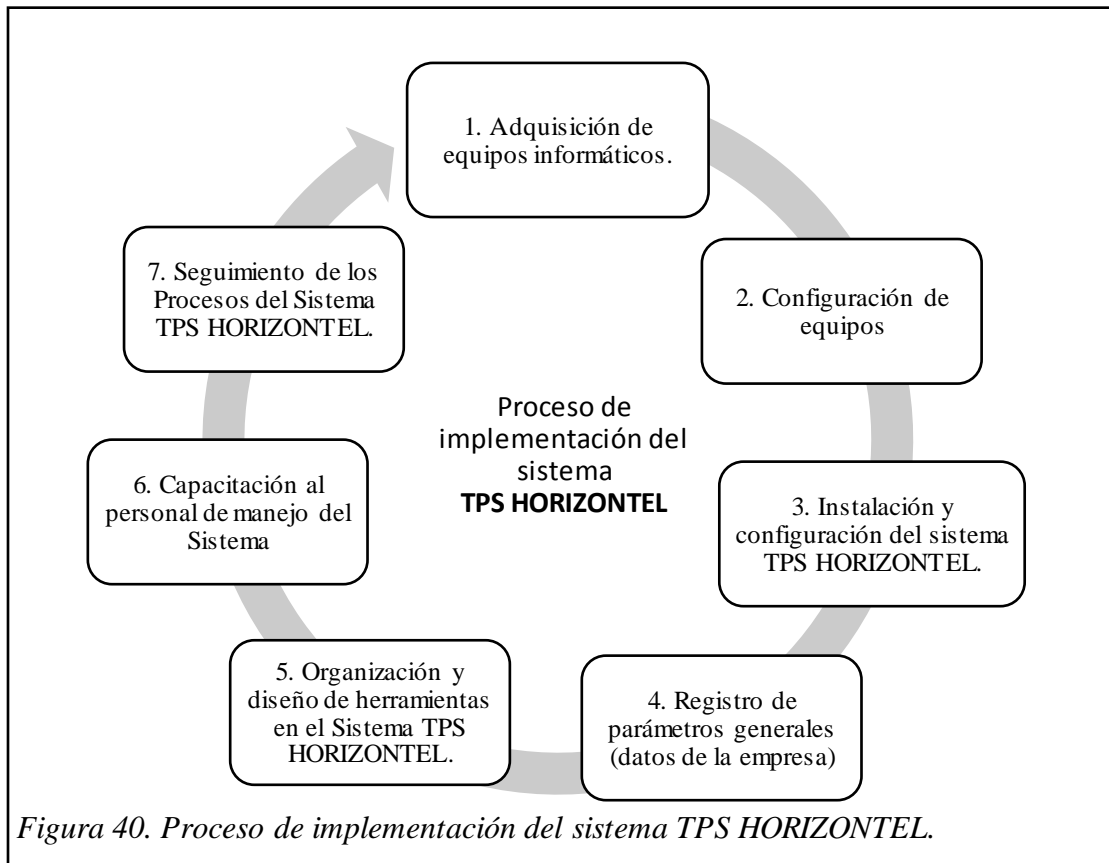 1. Adquisición de
equipos informáticos.
2. Configuración de
equipos
3. Instalación y
configuración del sistema
TPS HORIZONTEL.
4. Registro de
parámetros generales
(datos de la empresa)
5. Organización y
diseño de herramientas
en el Sistema TPS
HORIZONTEL.
6. Capacitación al
personal de manejo del
Sistema
7. Seguimiento de los
Procesos del Sistema
TPS HORIZONTEL.
Proceso de
implementación del
sistema
TPS HORIZONTEL
Figura 40. Proceso de implementación del sistema TPS HORIZONTEL.